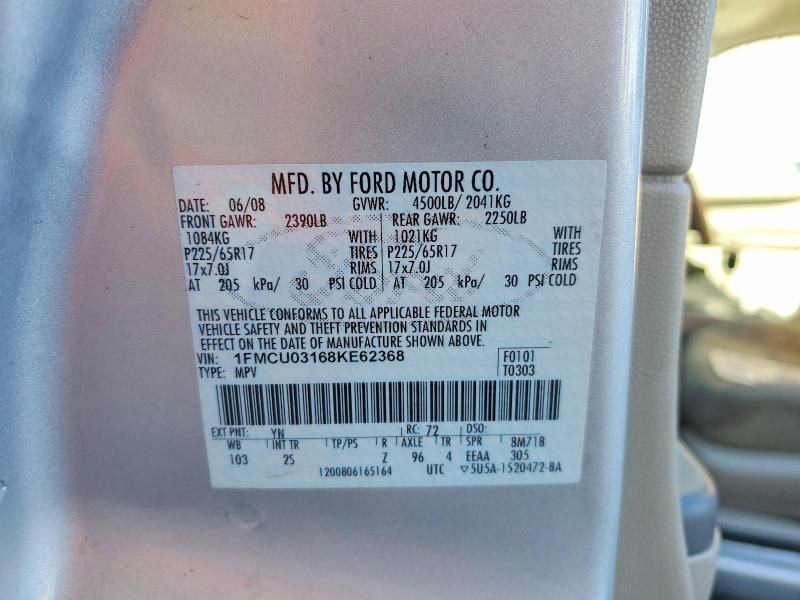 MFD. BY FORD MOTOR CO.
DATE: 06/08 GVWR: 4500LB/ 2041KG
FRONT GAWR: 2390LB REAR GAWR: 2250LB
1084KG WITH 1021KG WITH
P225/65R17 TIRES P225/65R17 TIRES
17x7.0J RIMS 17x7.0J RIMS
AT 205 kPa/ 30 PSI COLD AT 205 kPa/ 30 PSI COLD
THIS VEHICLE CONFORMS TO ALL APPLICABLE FEDERAL MOTOR
VEHICLE SAFETY AND THEFT PREVENTION STANDARDS IN
EFFECT ON THE DATE OF MANUFACTURE SHOWN ABOVE.
VIN: 1FMCU03168KE62368 F0101
TYPE: MPV T0303
EXT PNT: YN RC: 72 DSO:
WB INT TR TP/PS R AXLE TR SPR 8M71B
103 2S Z 96 4 EEAA 305
1200806165164 UTC ▽5U5A-1520472-BA